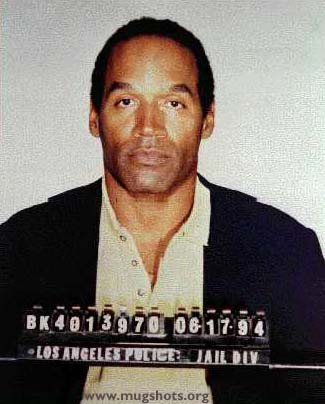 BK4013970 061794
LOS ANGELES POLICE: JAIL DIV
www.mugshots.org